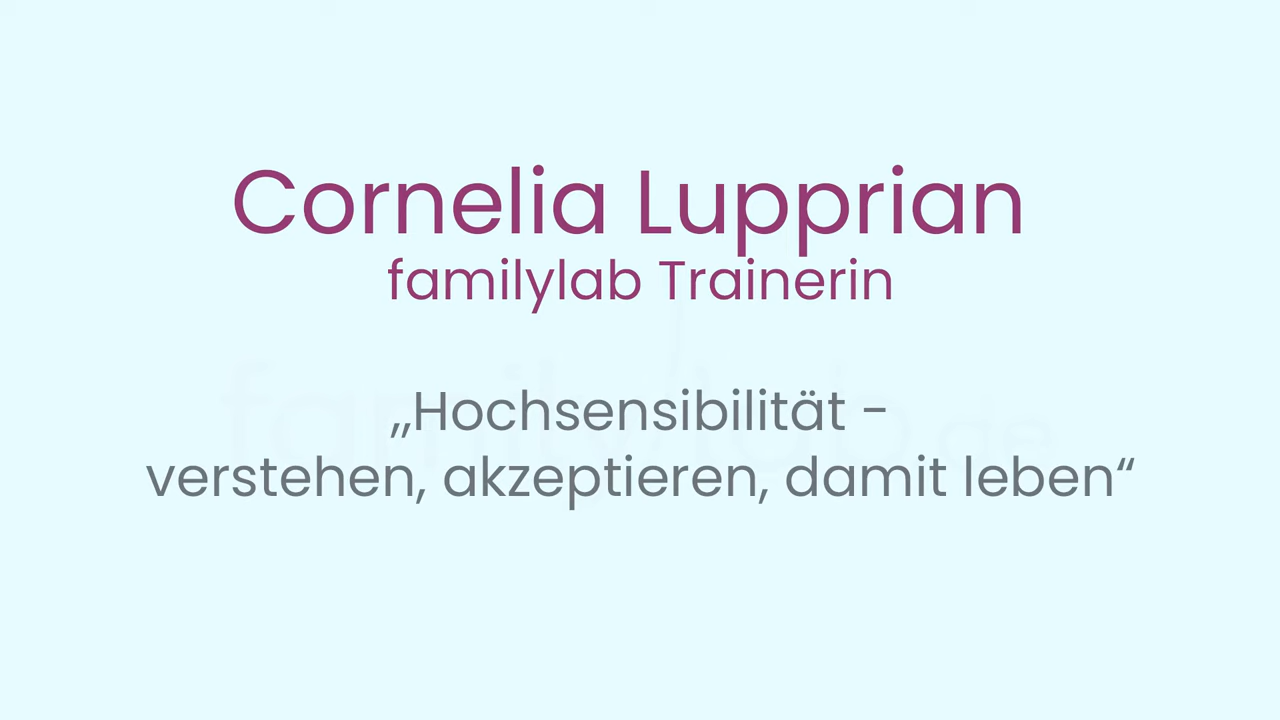 Cornelia Lupprian
familylab Trainerin
„Hochsensibilität -
verstehen, akzeptieren, damit leben“